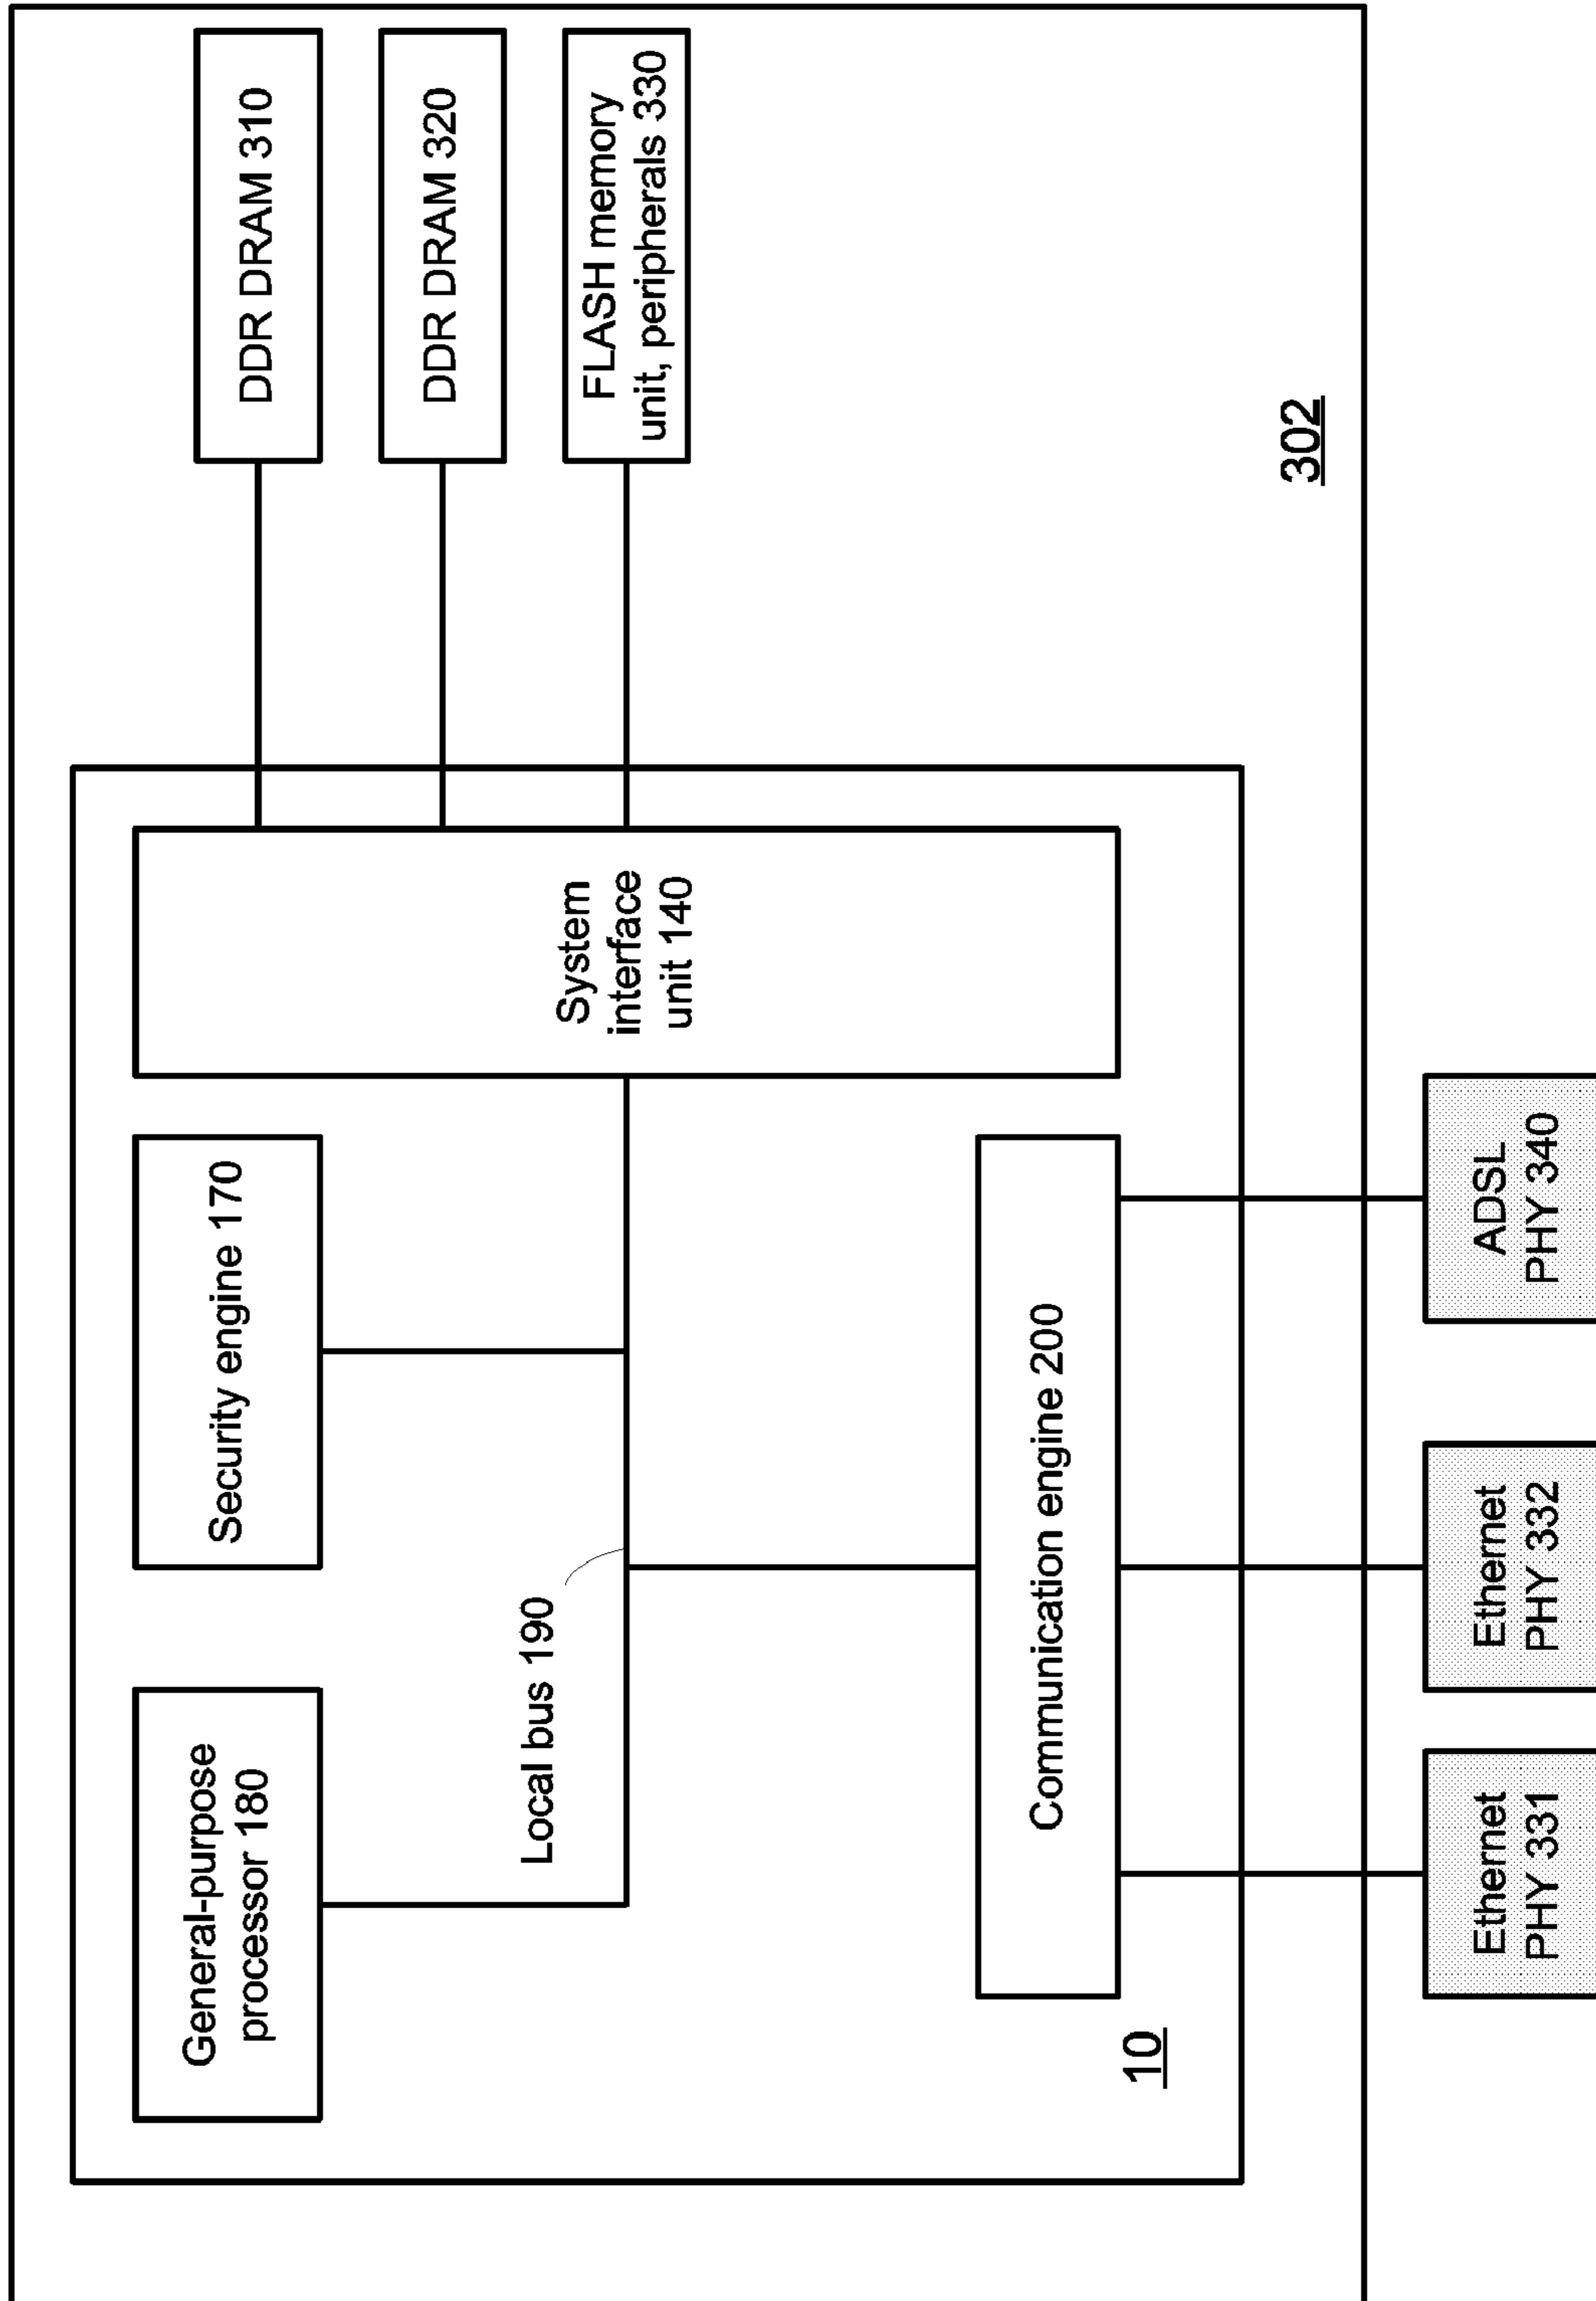 General-purpose
processor 180
Security engine 170
DDR DRAM 310
DDR DRAM 320
FLASH memory
unit, peripherals 330
System
interface
unit 140
Local bus 190
Communication engine 200
10
302
Ethernet
PHY 331
Ethernet
PHY 332
ADSL
PHY 340